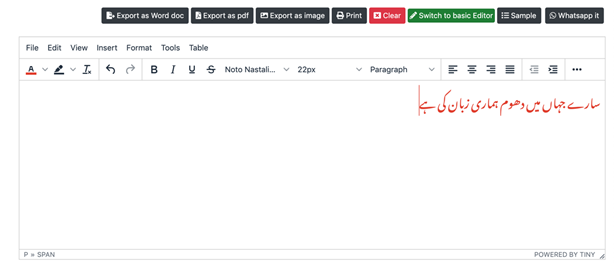 Export as Word doc Export as pdf Export as image Print Clear Switch to basic Editor Sample Whatsapp it
File Edit View Insert Format Tools Table
A B I U S Noto Nastali... 22px Paragraph ...
سارے جہاں میں دھوم ہماری زبان کی ہے
P » SPAN POWERED BY TINY